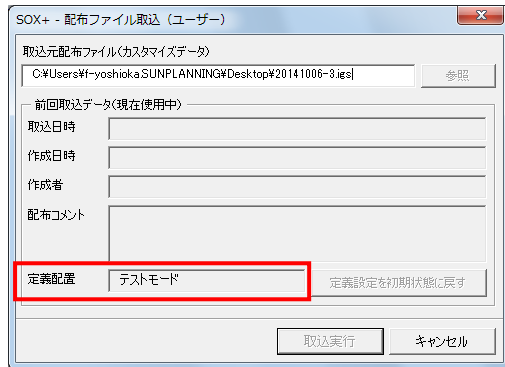 SOX+ - 配布ファイル取込（ユーザー）
取込元配布ファイル(カスタマイズデータ)
C:¥Users¥f-yoshioka.SUNPLANNING¥Desktop¥20141006-3.igs
参照
前回取込データ(現在使用中)
取込日時
作成日時
作成者
配布コメント
定義配置 テストモード 定義設定を初期状態に戻す
取込実行 キャンセル